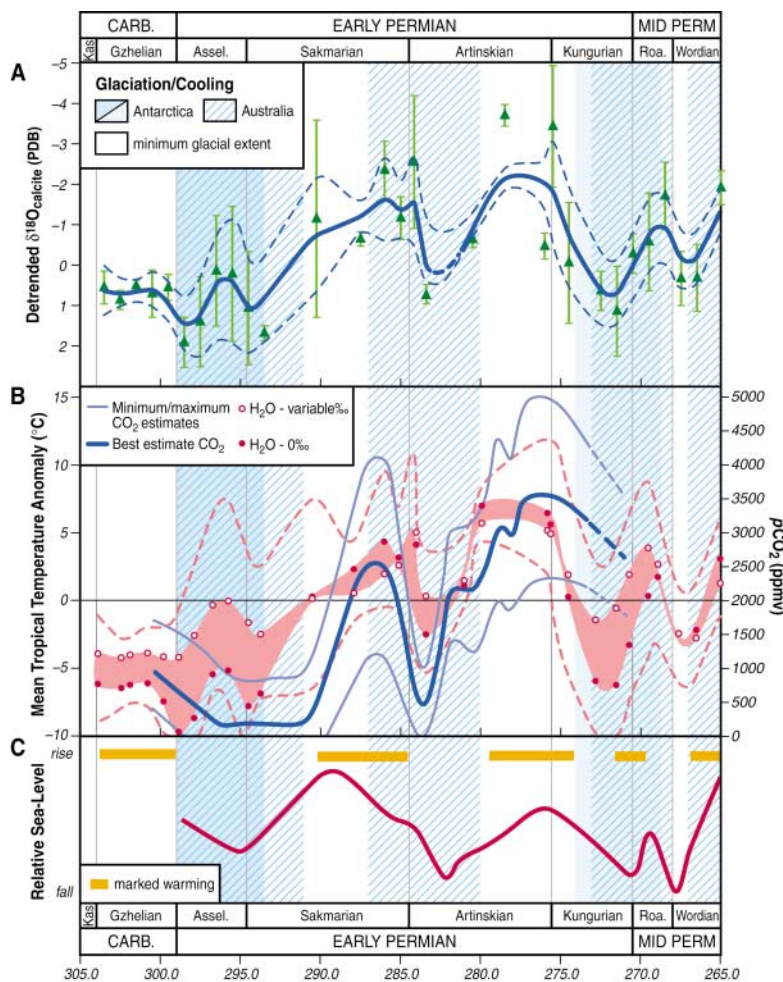 CARB. EARLY PERMIAN MID PERM
Kas Gzhelian Assel. Sakmarian Artinskian Kungurian Roa. Wordian
A
Glaciation/Cooling
Antarctica Australia
minimum glacial extent
Detrended δ¹⁸Ocalcite (PDB)
−5
−4
−3
−2
−1
0
1
2
B
Minimum/maximum CO₂ estimates
Best estimate CO₂
H₂O - variable‰
H₂O - 0‰
Mean Tropical Temperature Anomaly (°C)
15
10
5
0
−5
−10
5000
4500
4000
3500
3000
2500
2000
1500
1000
500
0
pCO₂ (ppmv)
C
rise
Relative Sea-Level
fall
marked warming
Kas Gzhelian Assel. Sakmarian Artinskian Kungurian Roa. Wordian
CARB. EARLY PERMIAN MID PERM
305.0 300.0 295.0 290.0 285.0 280.0 275.0 270.0 265.0